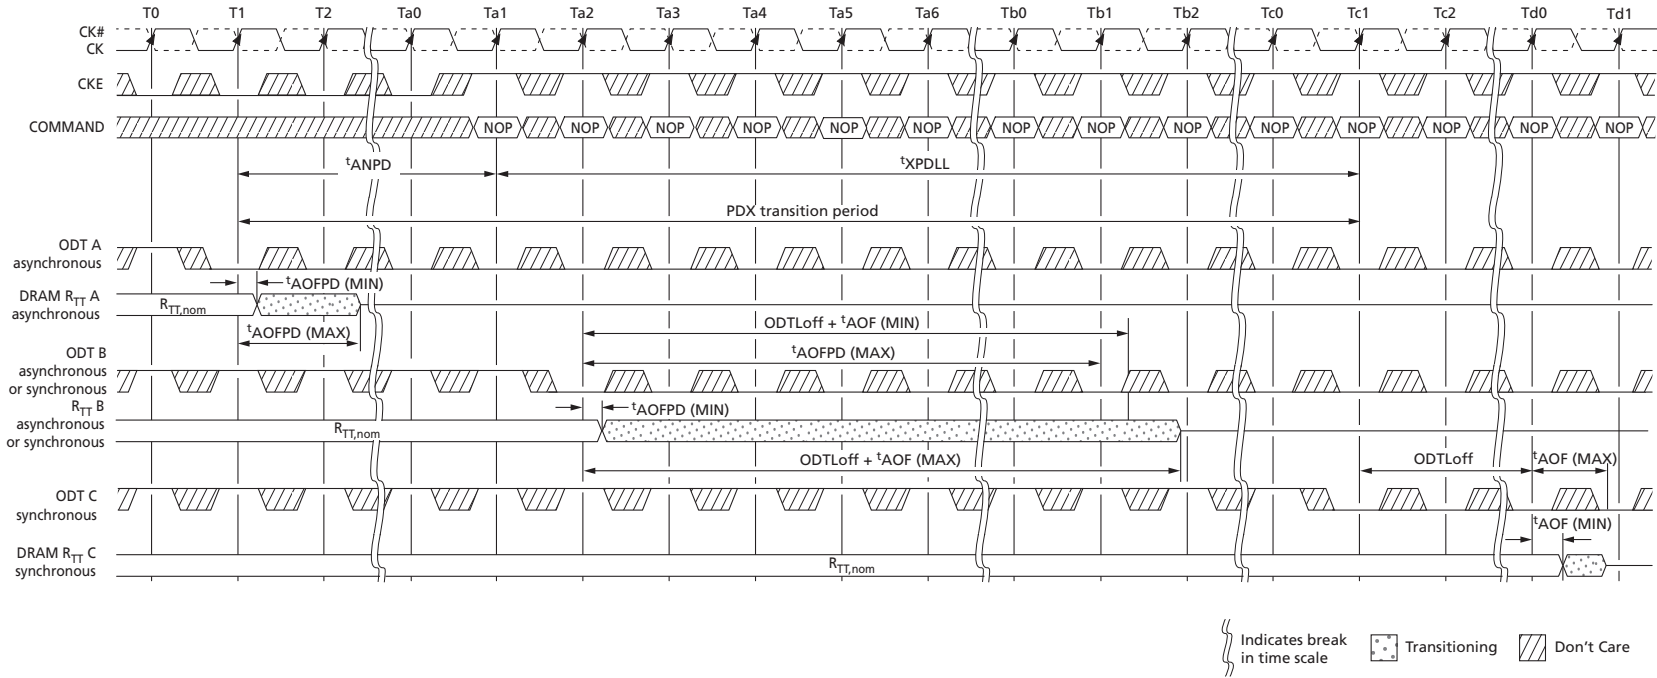 T0 T1 T2 Ta0 Ta1 Ta2 Ta3 Ta4 Ta5 Ta6 Tb0 Tb1 Tb2 Tc0 Tc1 Tc2 Td0 Td1
CK#
CK
CKE
COMMAND NOP NOP NOP NOP NOP NOP NOP NOP NOP NOP NOP NOP NOP NOP
tANPD tXPDLL
PDX transition period
ODT A
asynchronous
tAOFPD (MIN)
DRAM RTT A
asynchronous
RTT,nom
tAOFPD (MAX)
ODTLoff + tAOF (MIN)
tAOFPD (MAX)
ODT B
asynchronous
or synchronous
RTT B
asynchronous
or synchronous
tAOFPD (MIN)
RTT,nom
ODTLoff + tAOF (MAX)
ODTLoff tAOF (MAX)
ODT C
synchronous
tAOF (MIN)
DRAM RTT C
synchronous
RTT,nom
Indicates break
in time scale
Transitioning
Don't Care